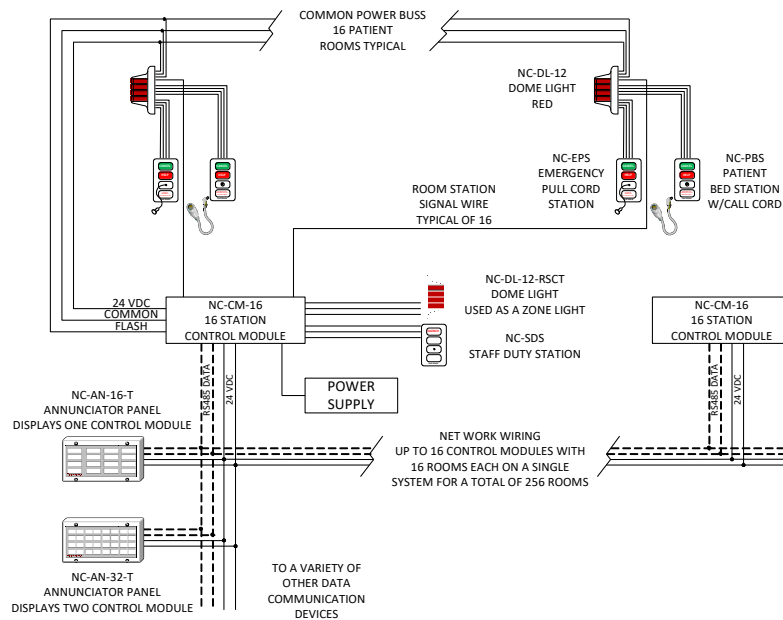 COMMON POWER BUSS
16 PATIENT
ROOMS TYPICAL
NC-DL-12
DOME LIGHT
RED
NC-EPS
EMERGENCY
PULL CORD
STATION
NC-PBS
PATIENT
BED STATION
W/CALL CORD
ROOM STATION
SIGNAL WIRE
TYPICAL OF 16
24 VDC
COMMON
FLASH
NC-CM-16
16 STATION
CONTROL MODULE
NC-DL-12-RSCT
DOME LIGHT
USED AS A ZONE LIGHT
NC-SDS
STAFF DUTY STATION
NC-CM-16
16 STATION
CONTROL MODULE
POWER
SUPPLY
RS485 DATA
24 VDC
RS485 DATA
24 VDC
NC-AN-16-T
ANNUNCIATOR PANEL
DISPLAYS ONE CONTROL MODULE
NET WORK WIRING
UP TO 16 CONTROL MODULES WITH
16 ROOMS EACH ON A SINGLE
SYSTEM FOR A TOTAL OF 256 ROOMS
NC-AN-32-T
ANNUNCIATOR PANEL
DISPLAYS TWO CONTROL MODULE
TO A VARIETY OF
OTHER DATA
COMMUNICATION
DEVICES